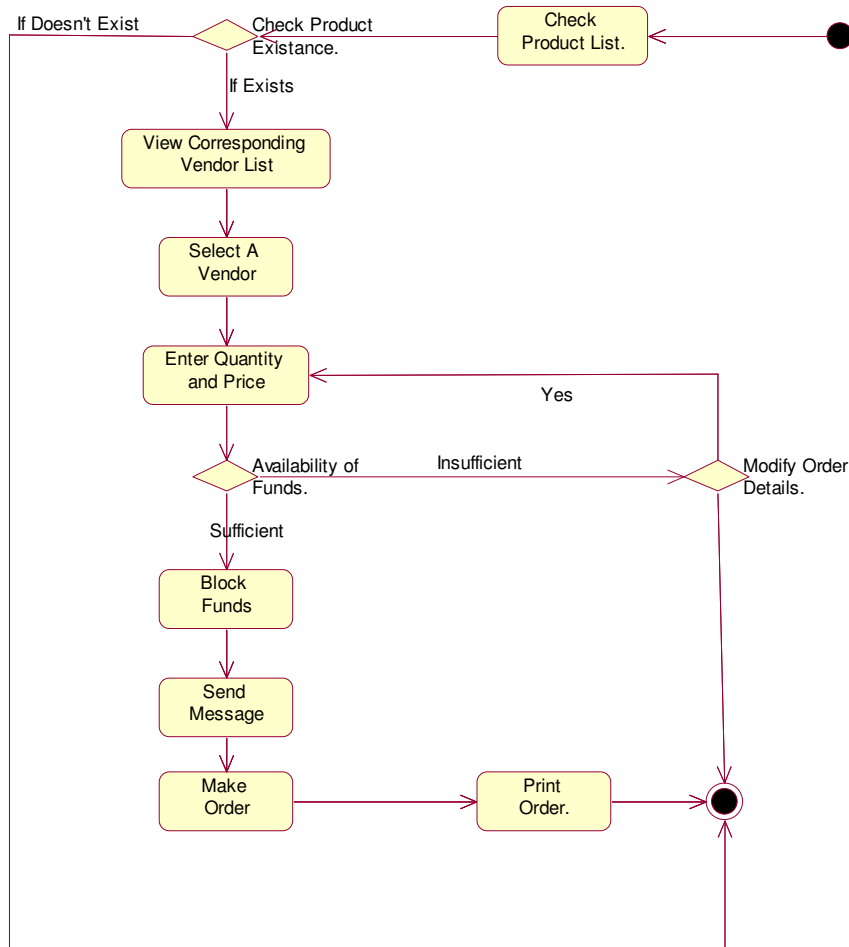 If Doesn't Exist
Check Product
Existance.
Check
Product List.
If Exists
View Corresponding
Vendor List
Select A
Vendor
Enter Quantity
and Price
Yes
Availability of
Funds.
Insufficient
Modify Order
Details.
Sufficient
Block
Funds
Send
Message
Make
Order
Print
Order.